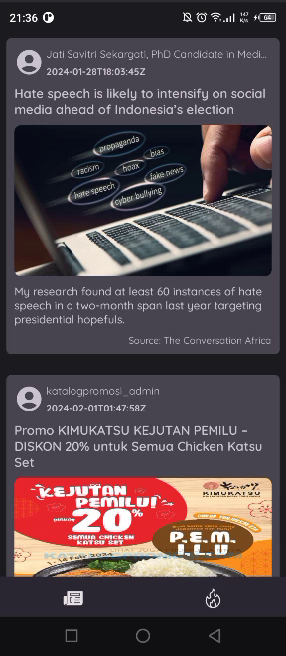 21:36
Jati Savitri Sekargati, PhD Candidate in Medi...
2024-01-28T18:03:45Z
Hate speech is likely to intensify on social
media ahead of Indonesia's election
propaganda
bias
racism
hoax
fake news
hate speech
cyber bullying
My research found at least 60 instances of hate
speech in c two-month span last year targeting
presidential hopefuls.
Source: The Conversation Africa
katalogpromosi_admin
2024-02-01T01:47:58Z
Promo KIMUKATSU KEJUTAN PEMILU –
DISKON 20% untuk Semua Chicken Katsu
Set
KEJUTAN
PEMILU!
DISKON
20%
SEMUA CHICKEN
KATSU SET
KIMUKATSU
P.E.M.
I.L.U
14 Feb 2024